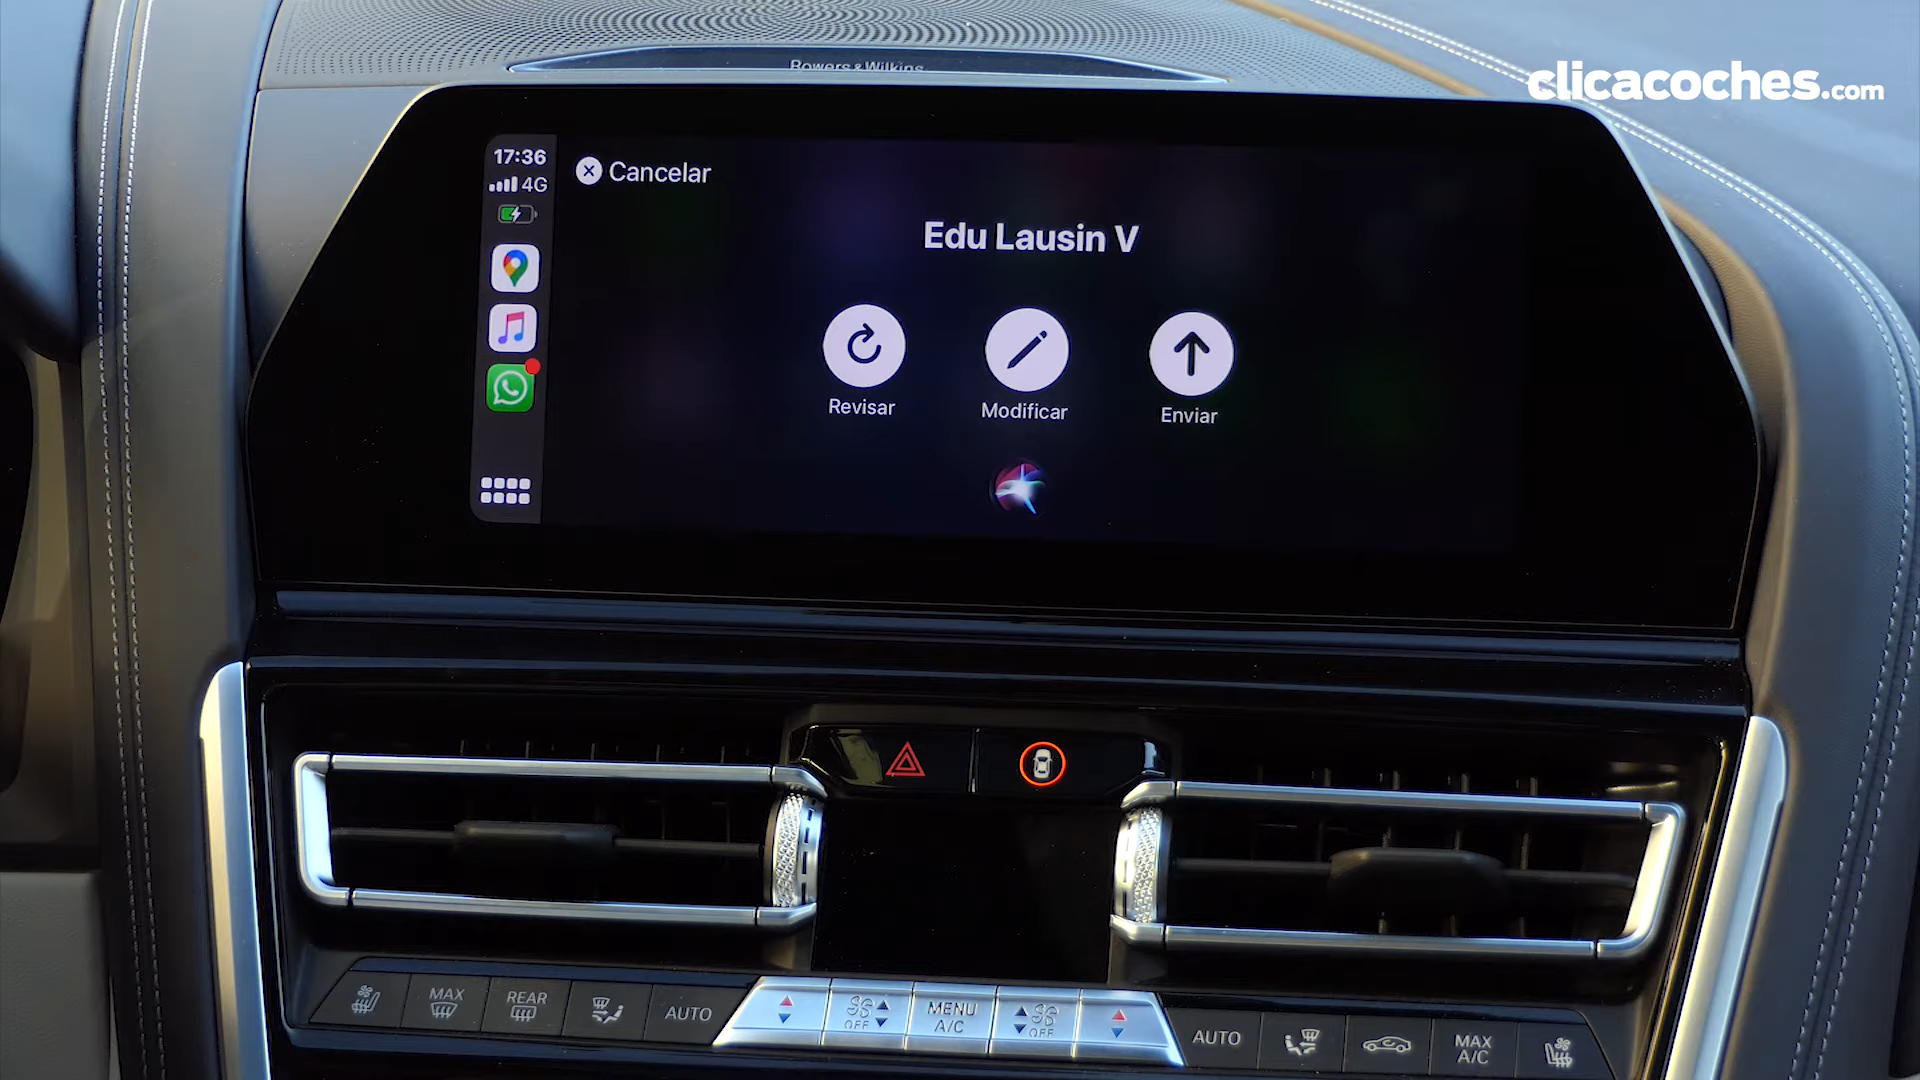 Bowers & Wilkins
clicacoches.com
17:36
4G
Cancelar
Edu Lausin V
Revisar
Modificar
Enviar
MAX
REAR
AUTO
OFF
MENU
A/C
OFF
AUTO
MAX
A/C